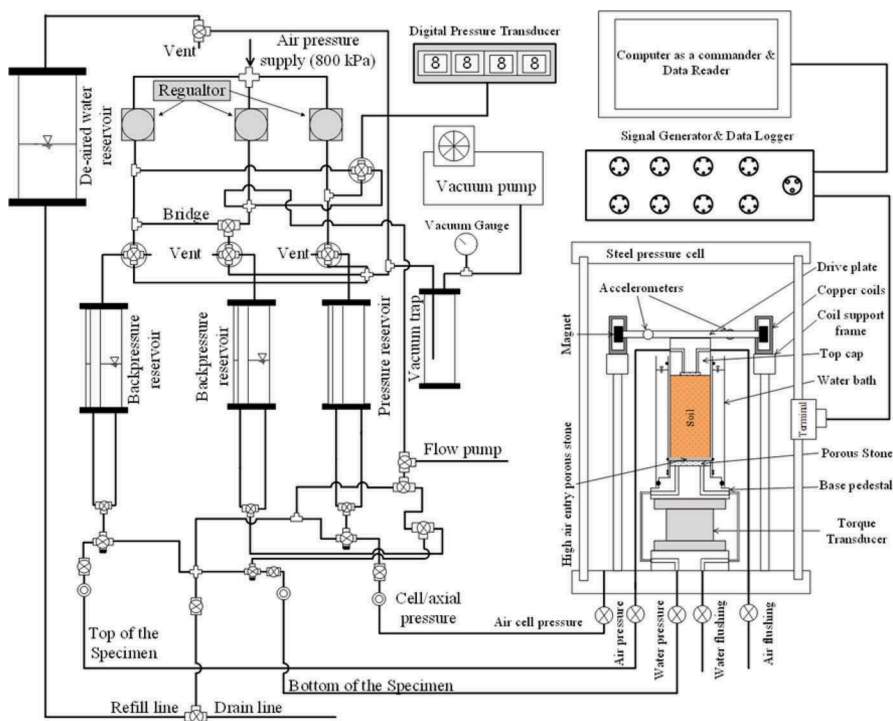 Vent
Air pressure
supply (800 kPa)
Digital Pressure Transducer
8 8 8 8
Computer as a commander &
Data Reader
De-aired water
reservoir
Regualtor
Signal Generator& Data Logger
Vacuum pump
Bridge
Vacuum Gauge
Vent
Vent
Steel pressure cell
Drive plate
Accelerometers
Copper coils
Magnet
Coil support
frame
Backpressure
reservoir
Backpressure
reservoir
Pressure reservoir
Vacuum trap
Top cap
Water bath
Soil
Terminal
High air entry porous stone
Flow pump
Porous Stone
Base pedestal
Torque
Transducer
Cell/axial
pressure
Air cell pressure
Air pressure
Water pressure
Water flushing
Air flushing
Top of the
Specimen
Bottom of the Specimen
Refill line
Drain line